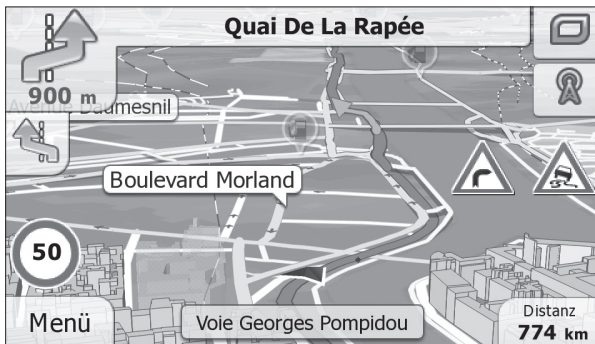 Quai De La Rapée
900 m
Avenue Daumesnil
Boulevard Morland
50
Menü
Voie Georges Pompidou
Distanz
774 km